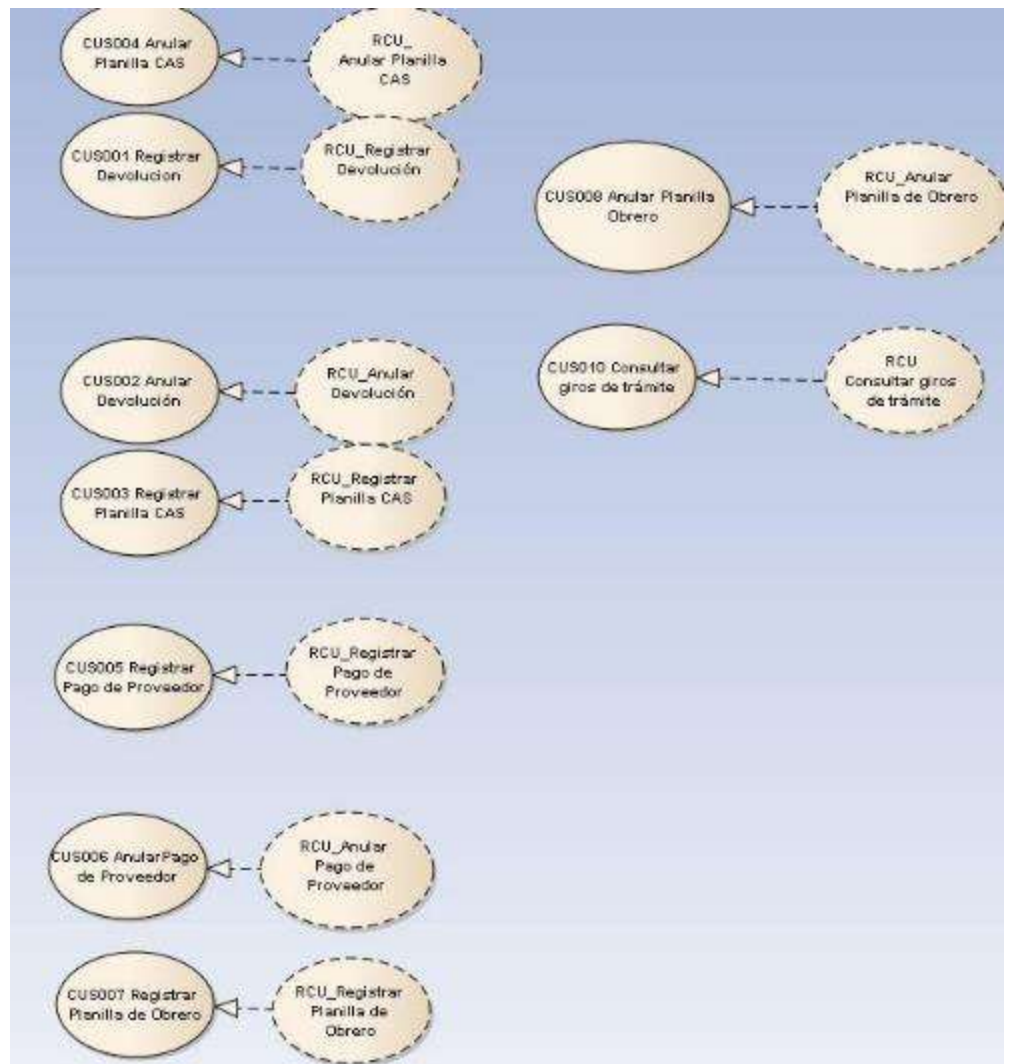 CUS004 Anular
Planilla CAS
RCU_
Anular Planilla
CAS
CUS001 Registrar
Devolucion
RCU_Registrar
Devolución
CUS008 Anular Planilla
Obrero
RCU_Anular
Planilla de Obrero
CUS002 Anular
Devolución
RCU_Anular
Devolución
CUS010 Consultar
giros de trámite
RCU
Consultar giros
de trámite
CUS003 Registrar
Planilla CAS
RCU_Registrar
Planilla CAS
CUS005 Registrar
Pago de Proveedor
RCU_Registrar
Pago de
Proveedor
CUS006 AnularPago
de Proveedor
RCU_Anular
Pago de
Proveedor
CUS007 Registrar
Planilla de Obrero
RCU_Registrar
Planilla de
Obrero